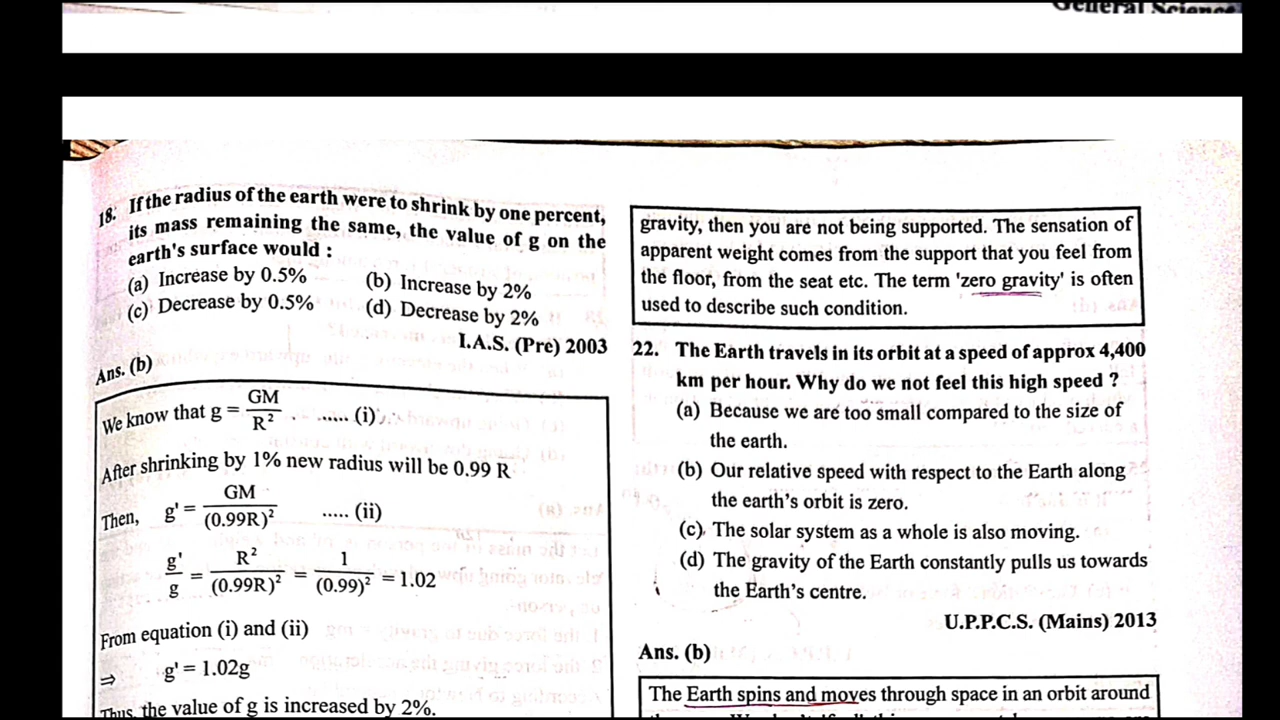 General Science
18. If the radius of the earth were to shrink by one percent,
its mass remaining the same, the value of g on the
earth's surface would :
(a) Increase by 0.5% (b) Increase by 2%
(c) Decrease by 0.5% (d) Decrease by 2%
I.A.S. (Pre) 2003
Ans. (b)
We know that g = GM/R² ...... (i)
After shrinking by 1% new radius will be 0.99 R
Then, g' = GM/(0.99R)² ..... (ii)
g'/g = R²/(0.99R)² = 1/(0.99)² = 1.02
From equation (i) and (ii)
⇒ g' = 1.02g
Thus, the value of g is increased by 2%.
gravity, then you are not being supported. The sensation of
apparent weight comes from the support that you feel from
the floor, from the seat etc. The term 'zero gravity' is often
used to describe such condition.
22. The Earth travels in its orbit at a speed of approx 4,400
km per hour. Why do we not feel this high speed ?
(a) Because we are too small compared to the size of
the earth.
(b) Our relative speed with respect to the Earth along
the earth's orbit is zero.
(c) The solar system as a whole is also moving.
(d) The gravity of the Earth constantly pulls us towards
the Earth's centre.
U.P.P.C.S. (Mains) 2013
Ans. (b)
The Earth spins and moves through space in an orbit around